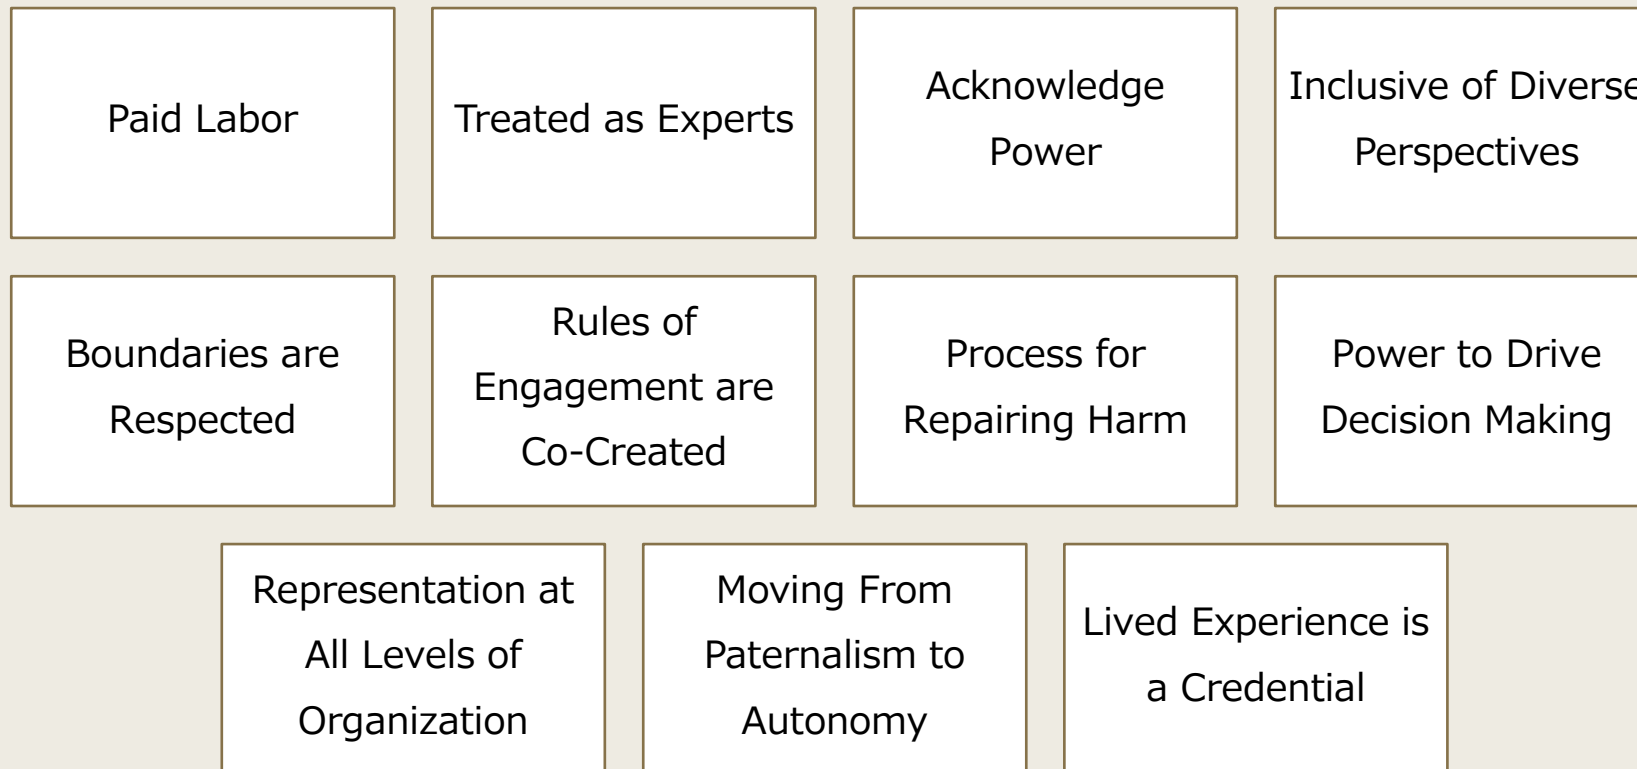 Paid Labor
Treated as Experts
Acknowledge
Power
Inclusive of Diverse
Perspectives
Boundaries are
Respected
Rules of
Engagement are
Co-Created
Process for
Repairing Harm
Power to Drive
Decision Making
Representation at
All Levels of
Organization
Moving From
Paternalism to
Autonomy
Lived Experience is
a Credential